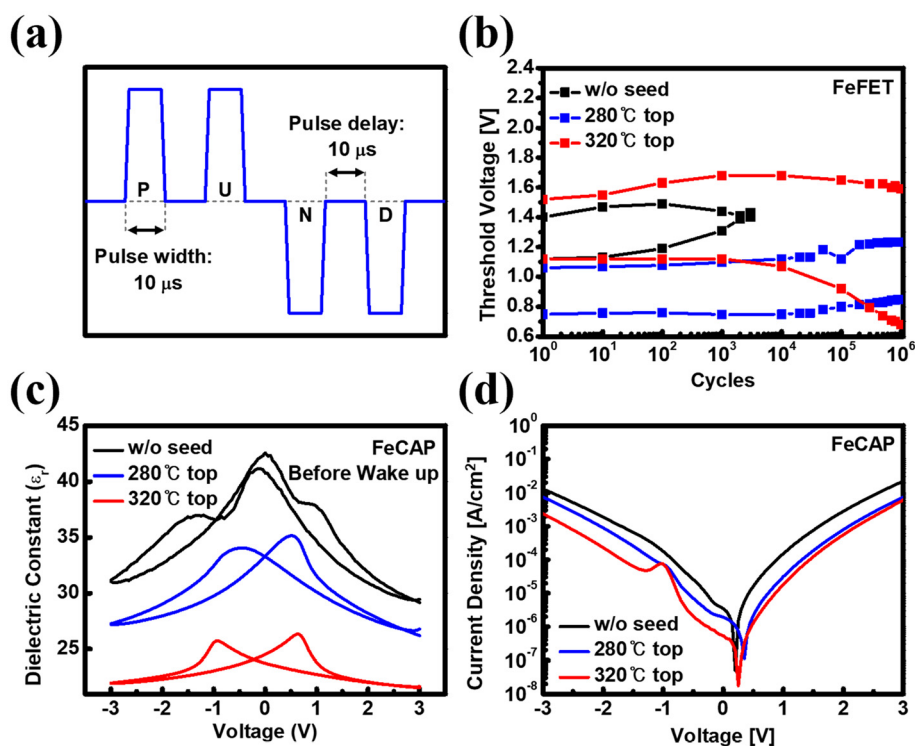 (a)
P
U
N
D
Pulse delay:
10 μs
Pulse width:
10 μs
(b)
FeFET
w/o seed
280℃ top
320℃ top
Threshold Voltage [V]
2.4
2.2
2.0
1.8
1.6
1.4
1.2
1.0
0.8
0.6
10^0 10^1 10^2 10^3 10^4 10^5 10^6
Cycles
(c)
FeCAP
Before Wake up
w/o seed
280℃ top
320℃ top
Dielectric Constant (ε_r)
45
40
35
30
25
-3 -2 -1 0 1 2 3
Voltage (V)
(d)
FeCAP
w/o seed
280℃ top
320℃ top
Current Density [A/cm²]
10^0
10^-1
10^-2
10^-3
10^-4
10^-5
10^-6
10^-7
10^-8
-3 -2 -1 0 1 2 3
Voltage [V]